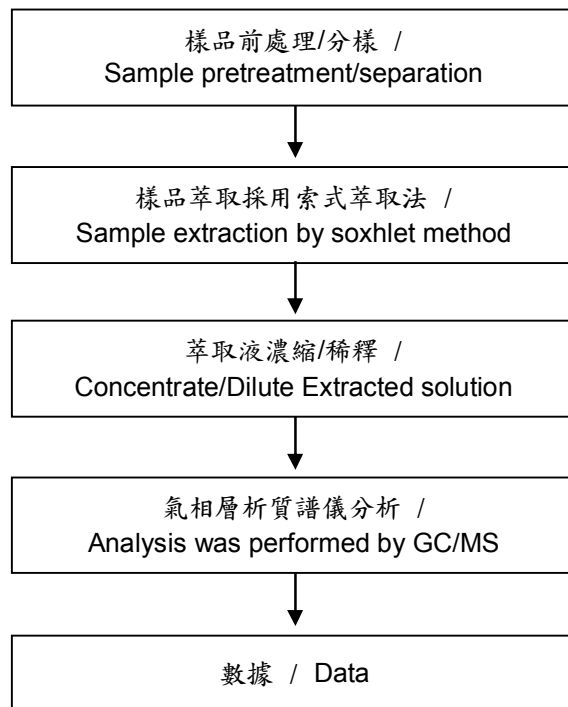 樣品前處理/分樣 /
Sample pretreatment/separation
樣品萃取採用索式萃取法 /
Sample extraction by soxhlet method
萃取液濃縮/稀釋 /
Concentrate/Dilute Extracted solution
氣相層析質譜儀分析 /
Analysis was performed by GC/MS
數據 / Data